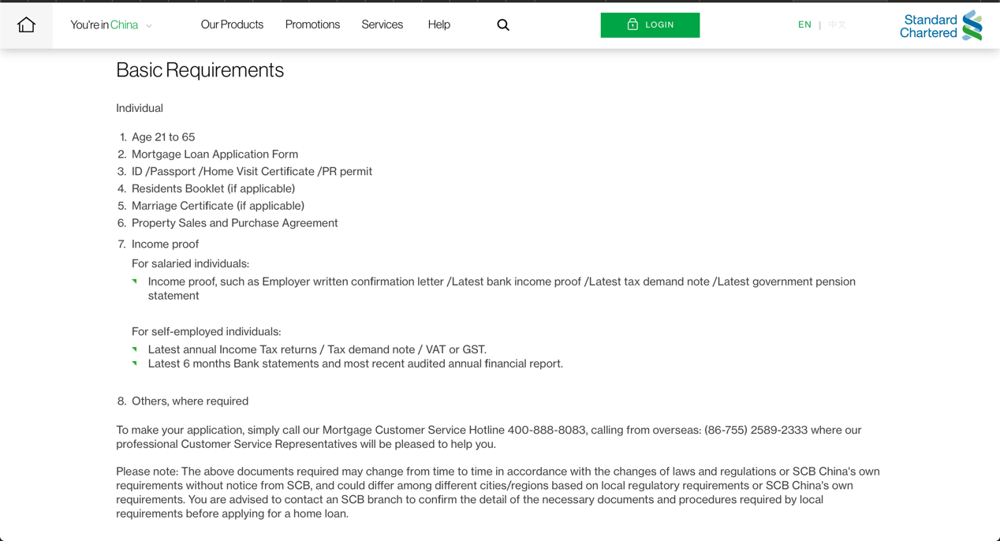 You're in China
Our Products
Promotions
Services
Help
LOGIN
EN | 中文
Standard
Chartered
Basic Requirements
Individual
1. Age 21 to 65
2. Mortgage Loan Application Form
3. ID /Passport /Home Visit Certificate /PR permit
4. Residents Booklet (if applicable)
5. Marriage Certificate (if applicable)
6. Property Sales and Purchase Agreement
7. Income proof
For salaried individuals:
Income proof, such as Employer written confirmation letter /Latest bank income proof /Latest tax demand note /Latest government pension
statement
For self-employed individuals:
Latest annual Income Tax returns / Tax demand note / VAT or GST.
Latest 6 months Bank statements and most recent audited annual financial report.
8. Others, where required
To make your application, simply call our Mortgage Customer Service Hotline 400-888-8083, calling from overseas: (86-755) 2589-2333 where our
professional Customer Service Representatives will be pleased to help you.
Please note: The above documents required may change from time to time in accordance with the changes of laws and regulations or SCB China's own
requirements without notice from SCB, and could differ among different cities/regions based on local regulatory requirements or SCB China's own
requirements. You are advised to contact an SCB branch to confirm the detail of the necessary documents and procedures required by local
requirements before applying for a home loan.